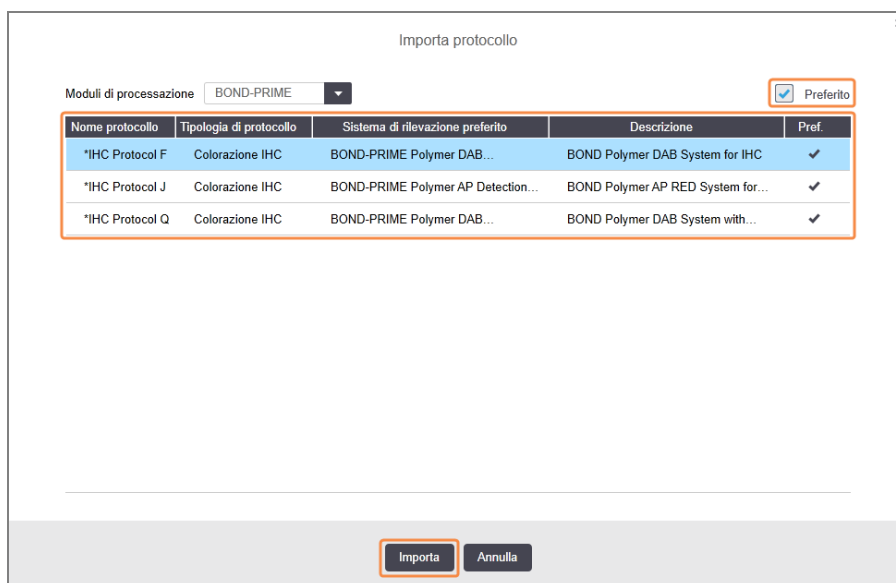 Importa protocollo
Moduli di processazione BOND-PRIME Preferito
Nome protocollo Tipologia di protocollo Sistema di rilevazione preferito Descrizione Pref.
*IHC Protocol F Colorazione IHC BOND-PRIME Polymer DAB... BOND Polymer DAB System for IHC
*IHC Protocol J Colorazione IHC BOND-PRIME Polymer AP Detection... BOND Polymer AP RED System for...
*IHC Protocol Q Colorazione IHC BOND-PRIME Polymer DAB... BOND Polymer DAB System with...
Importa Annulla